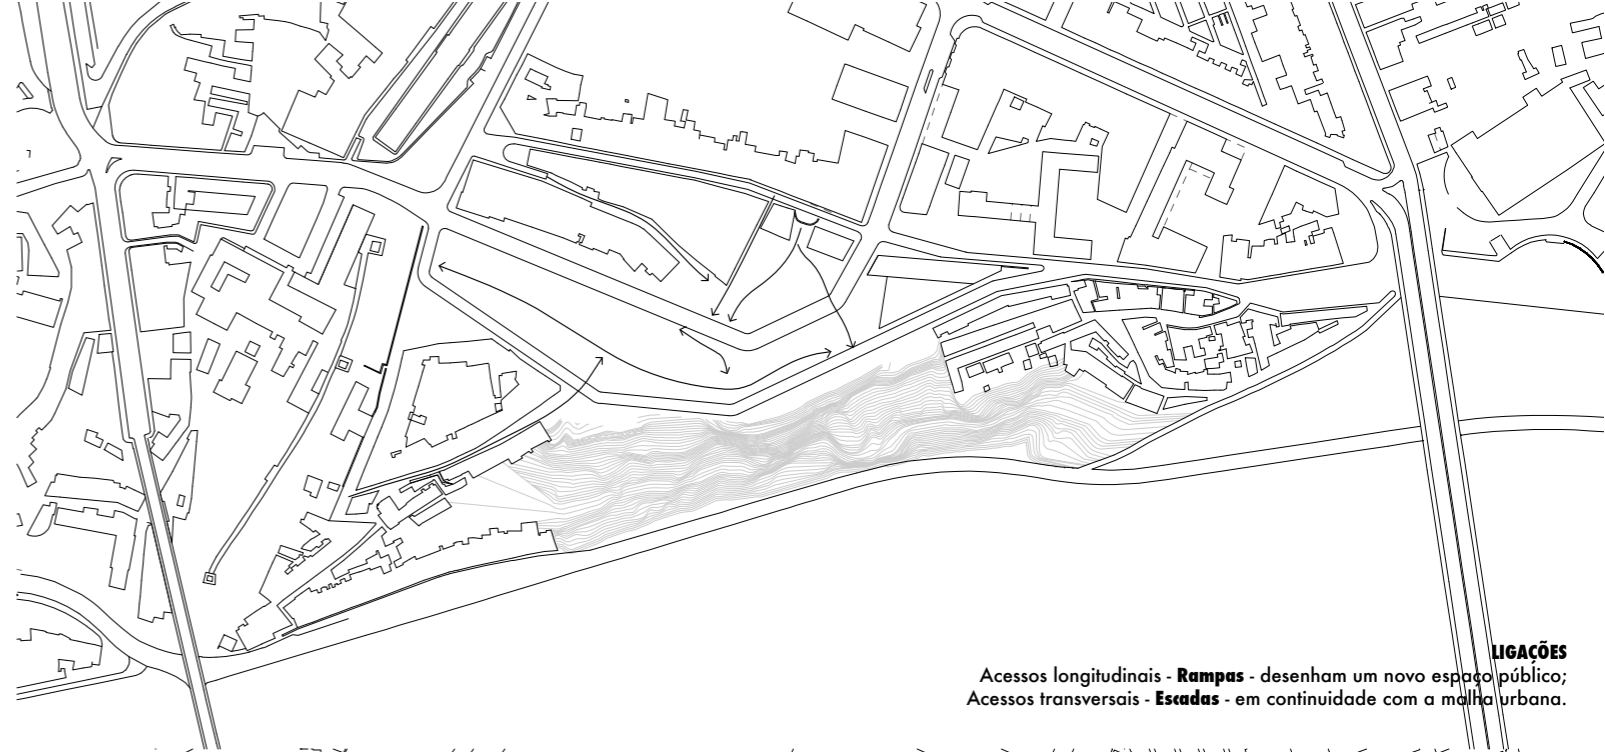 LIGAÇÕES
Acessos longitudinais - Rampas - desenham um novo espaço público;
Acessos transversais - Escadas - em continuidade com a malha urbana.